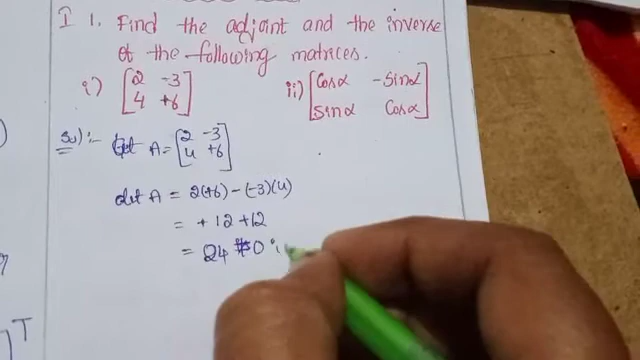 I 1. Find the adjoint and the inverse
of the following matrices.
i) [2 -3
4 +6] ii) [Cosα -Sinα
Sinα Cosα]
Sol:- Let A = [2 -3
4 +6]
det A = 2(+6) - (-3)(4)
= +12 +12
= 24 ≠ 0
T